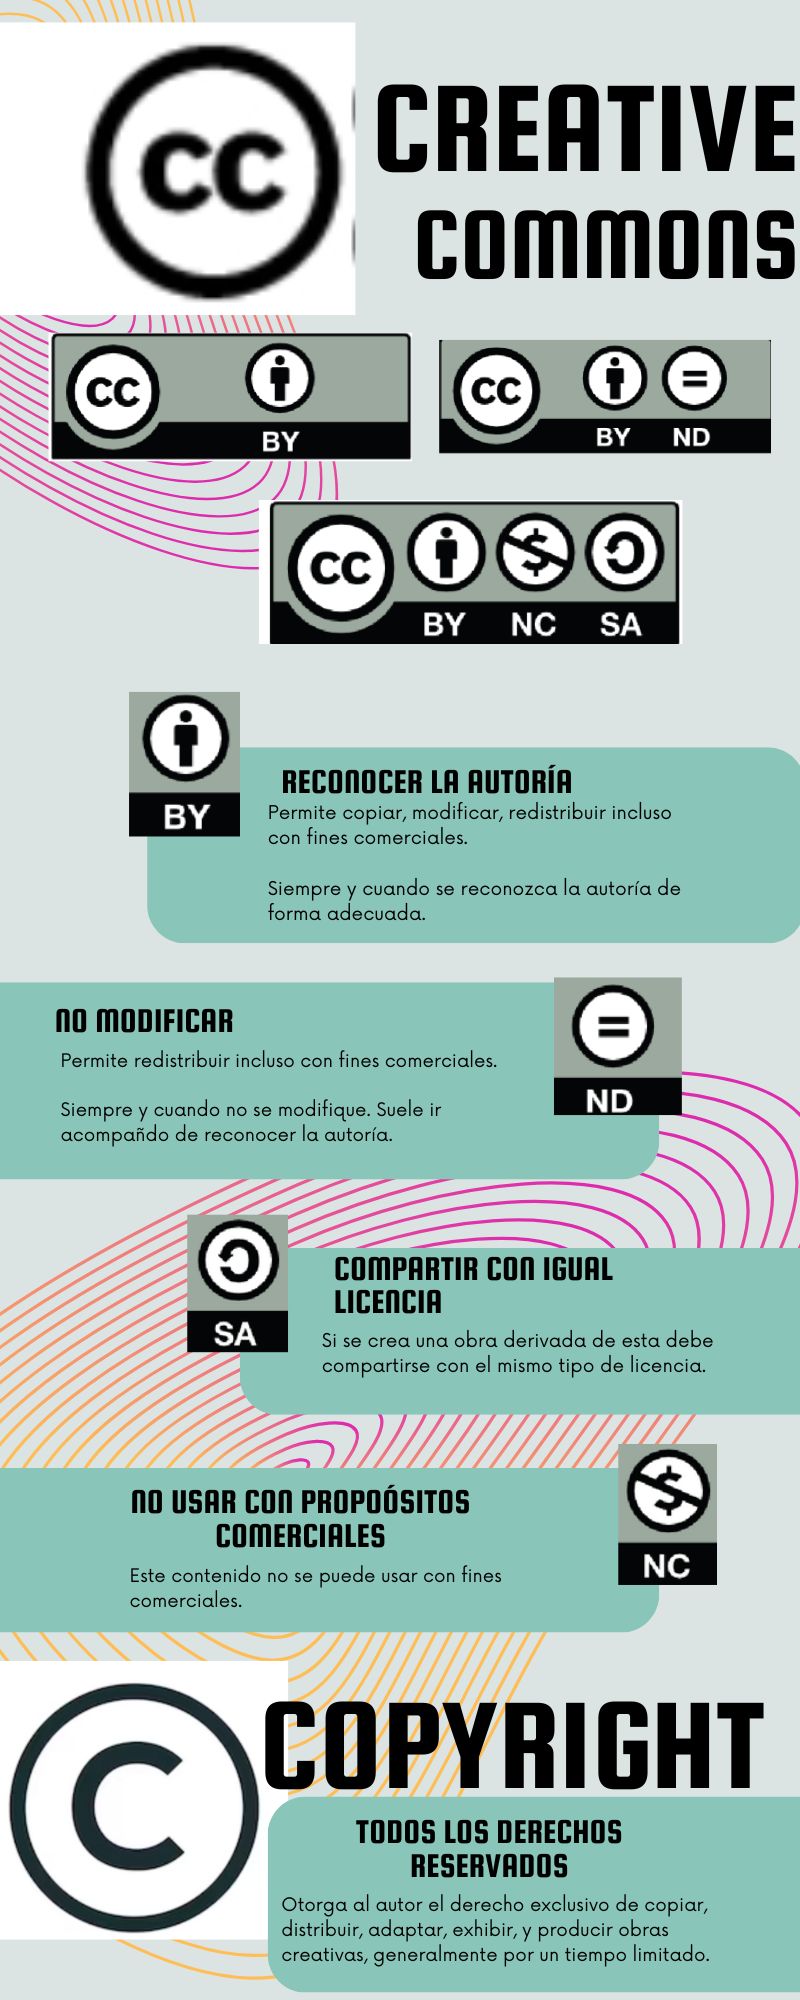 cc
CREATIVE
COMMONS
cc
BY
cc
BY ND
cc
BY NC SA
BY
RECONOCER LA AUTORÍA
Permite copiar, modificar, redistribuir incluso
con fines comerciales.
Siempre y cuando se reconozca la autoría de
forma adecuada.
NO MODIFICAR
Permite redistribuir incluso con fines comerciales.
Siempre y cuando no se modifique. Suele ir
acompañdo de reconocer la autoría.
ND
SA
COMPARTIR CON IGUAL
LICENCIA
Si se crea una obra derivada de esta debe
compartirse con el mismo tipo de licencia.
NO USAR CON PROPOÓSITOS
COMERCIALES
Este contenido no se puede usar con fines
comerciales.
$
NC
C
COPYRIGHT
TODOS LOS DERECHOS
RESERVADOS
Otorga al autor el derecho exclusivo de copiar,
distribuir, adaptar, exhibir, y producir obras
creativas, generalmente por un tiempo limitado.